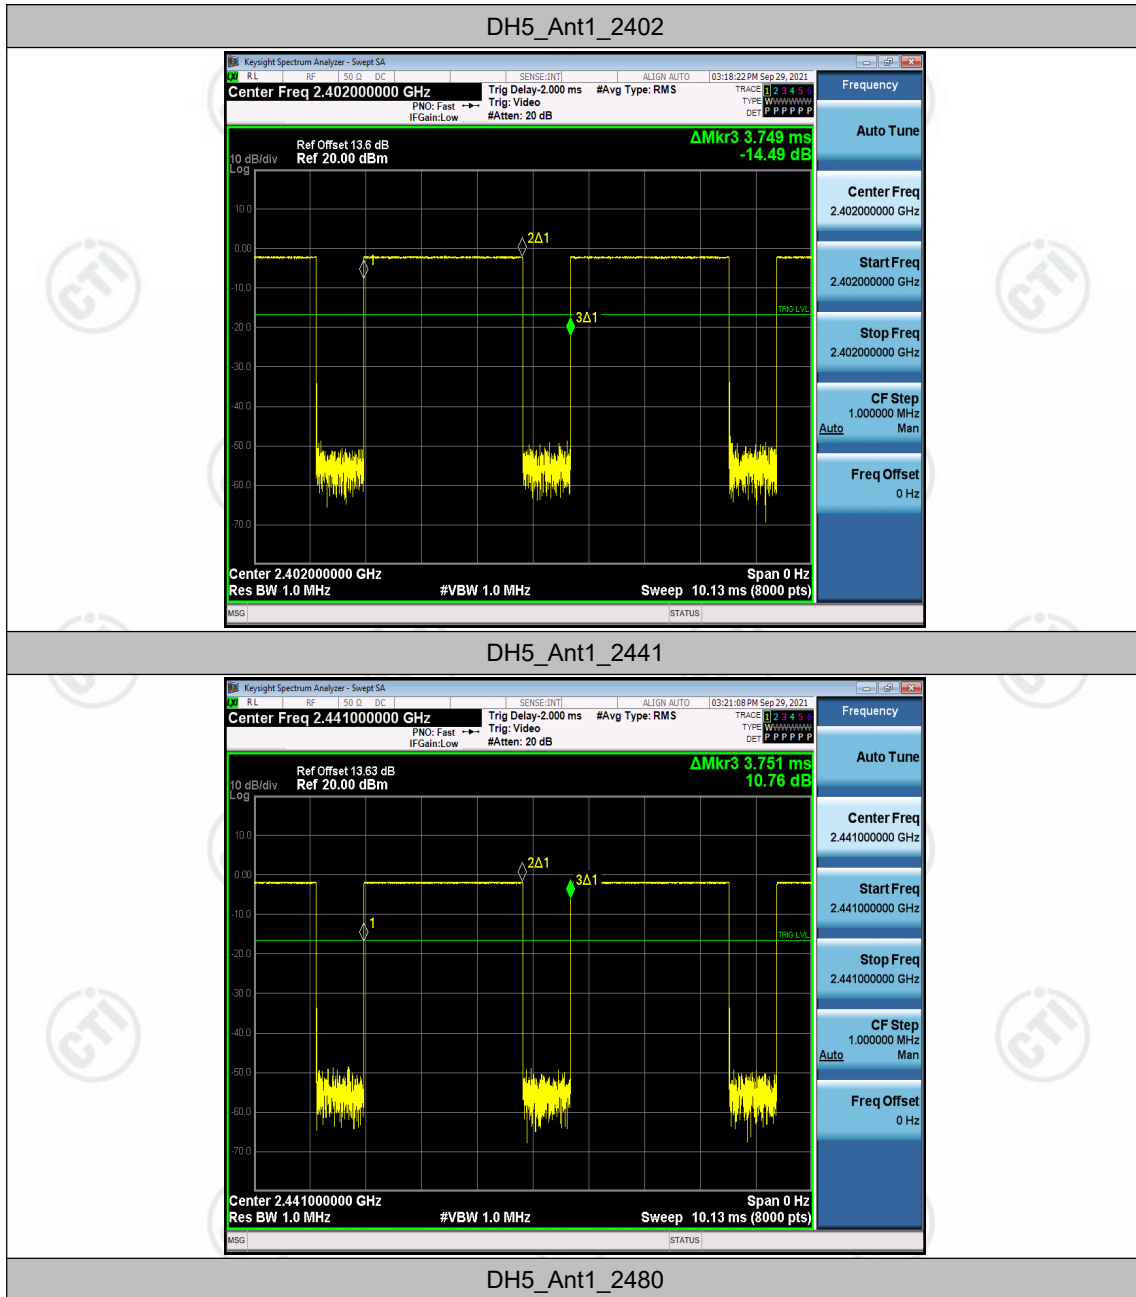 DH5_Ant1_2402
Keysight Spectrum Analyzer - Swept SA
RL RF 50 Ω DC SENSE:INT ALIGN AUTO 03:18:22 PM Sep 29, 2021
Center Freq 2.402000000 GHz
PNO: Fast
IFGain:Low
Trig Delay-2.000 ms
Trig: Video
#Atten: 20 dB
#Avg Type: RMS
TRACE 1 2 3 4 5 6
TYPE WWWWWW
DET P P P P P P
Frequency
Auto Tune
ΔMkr3 3.749 ms
-14.49 dB
Ref Offset 13.6 dB
10 dB/div Ref 20.00 dBm
Log
10.0
0.00
-10.0
-20.0
-30.0
-40.0
-50.0
-60.0
-70.0
1
2Δ1
3Δ1
TRIG LVL
Center Freq
2.402000000 GHz
Start Freq
2.402000000 GHz
Stop Freq
2.402000000 GHz
CF Step
1.000000 MHz
Auto Man
Freq Offset
0 Hz
Center 2.402000000 GHz Span 0 Hz
Res BW 1.0 MHz #VBW 1.0 MHz Sweep 10.13 ms (8000 pts)
MSG STATUS
DH5_Ant1_2441
Keysight Spectrum Analyzer - Swept SA
RL RF 50 Ω DC SENSE:INT ALIGN AUTO 03:21:08 PM Sep 29, 2021
Center Freq 2.441000000 GHz
PNO: Fast
IFGain:Low
Trig Delay-2.000 ms
Trig: Video
#Atten: 20 dB
#Avg Type: RMS
TRACE 1 2 3 4 5 6
TYPE WWWWWW
DET P P P P P P
Frequency
Auto Tune
ΔMkr3 3.751 ms
10.76 dB
Ref Offset 13.63 dB
10 dB/div Ref 20.00 dBm
Log
10.0
0.00
-10.0
-20.0
-30.0
-40.0
-50.0
-60.0
-70.0
2Δ1
3Δ1
1
TRIG LVL
Center Freq
2.441000000 GHz
Start Freq
2.441000000 GHz
Stop Freq
2.441000000 GHz
CF Step
1.000000 MHz
Auto Man
Freq Offset
0 Hz
Center 2.441000000 GHz Span 0 Hz
Res BW 1.0 MHz #VBW 1.0 MHz Sweep 10.13 ms (8000 pts)
MSG STATUS
CTI
CTI
CTI
CTI
DH5_Ant1_2480